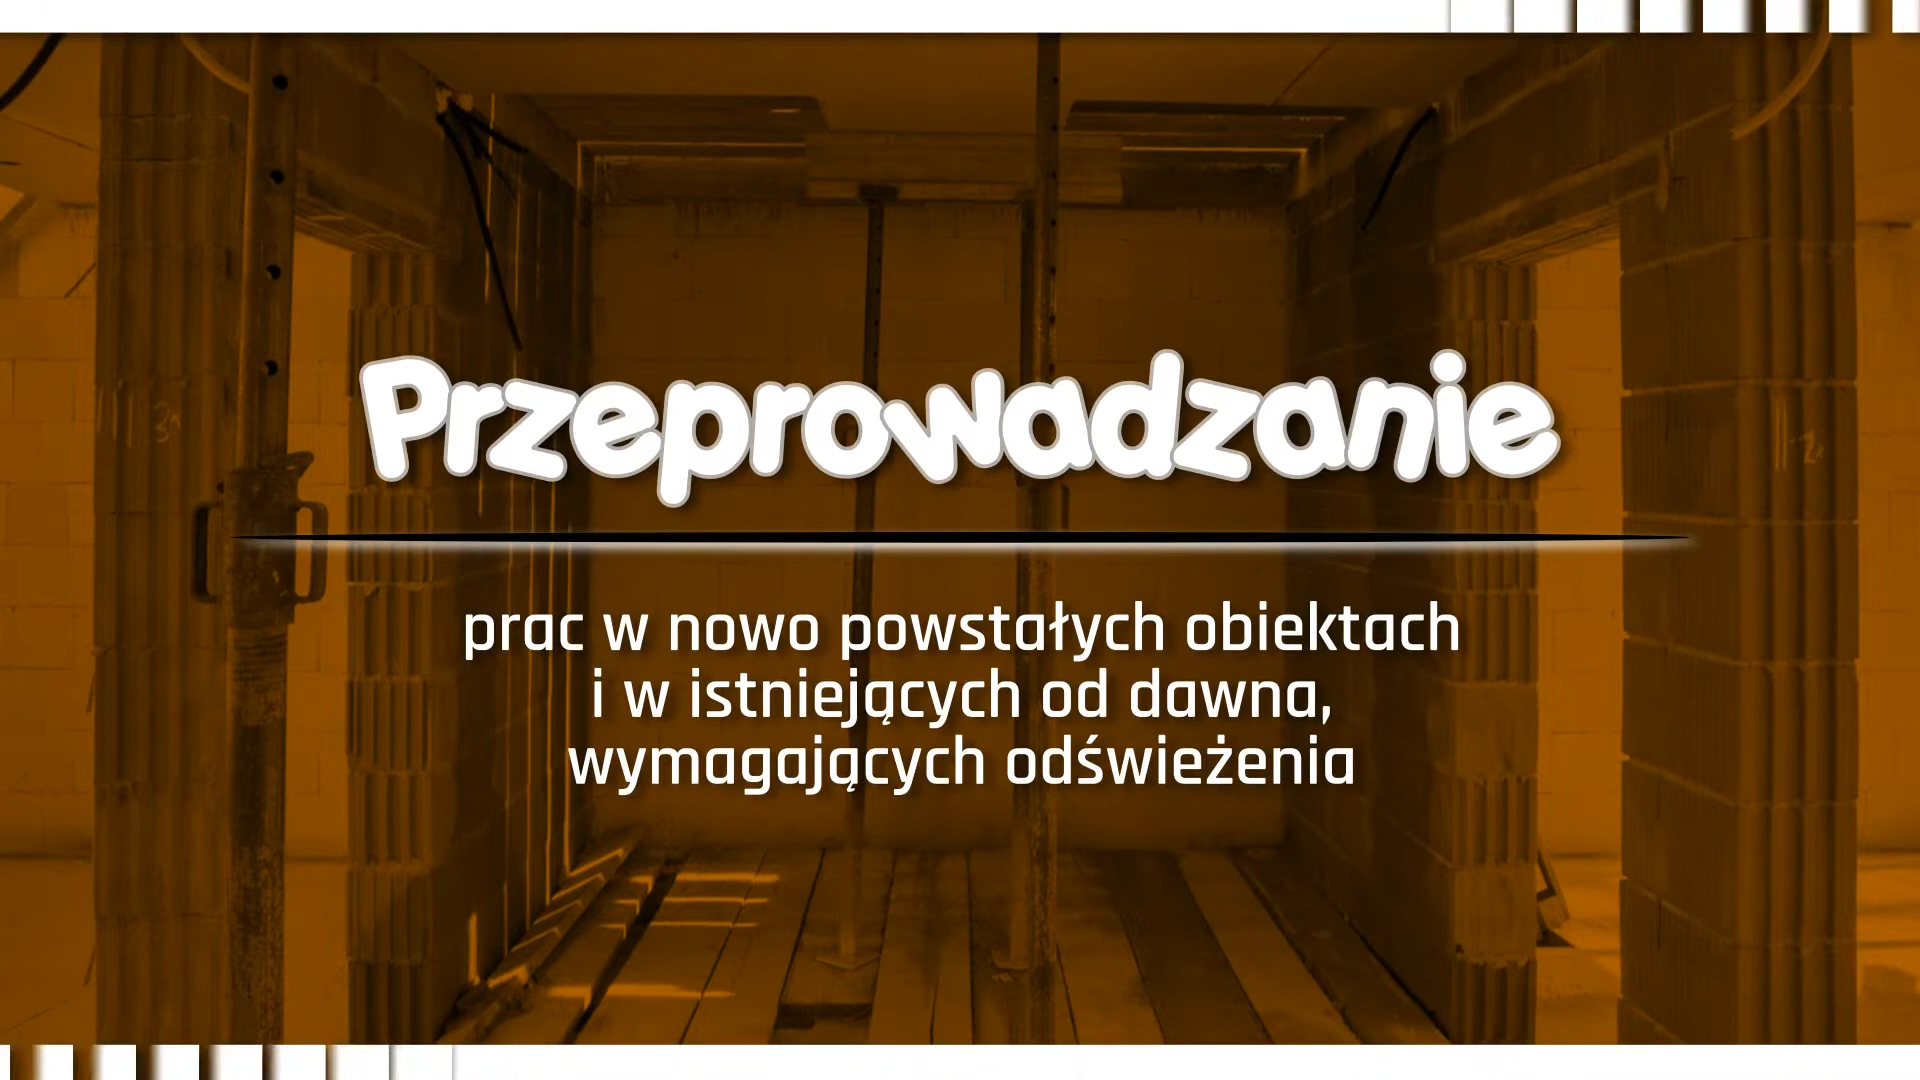 Przeprowadzanie
prac w nowo powstałych obiektach
i w istniejących od dawna,
wymagających odświeżenia